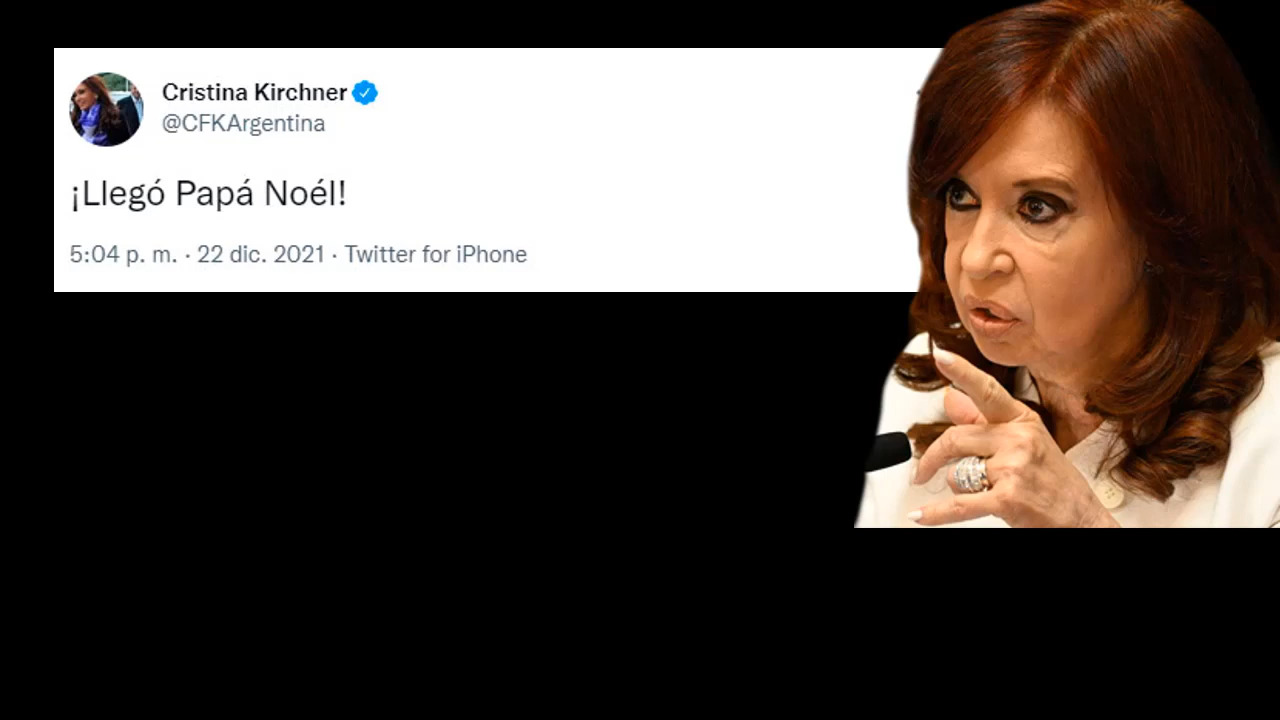 Cristina Kirchner
@CFKArgentina
¡Llegó Papá Noél!
5:04 p. m. · 22 dic. 2021 · Twitter for iPhone